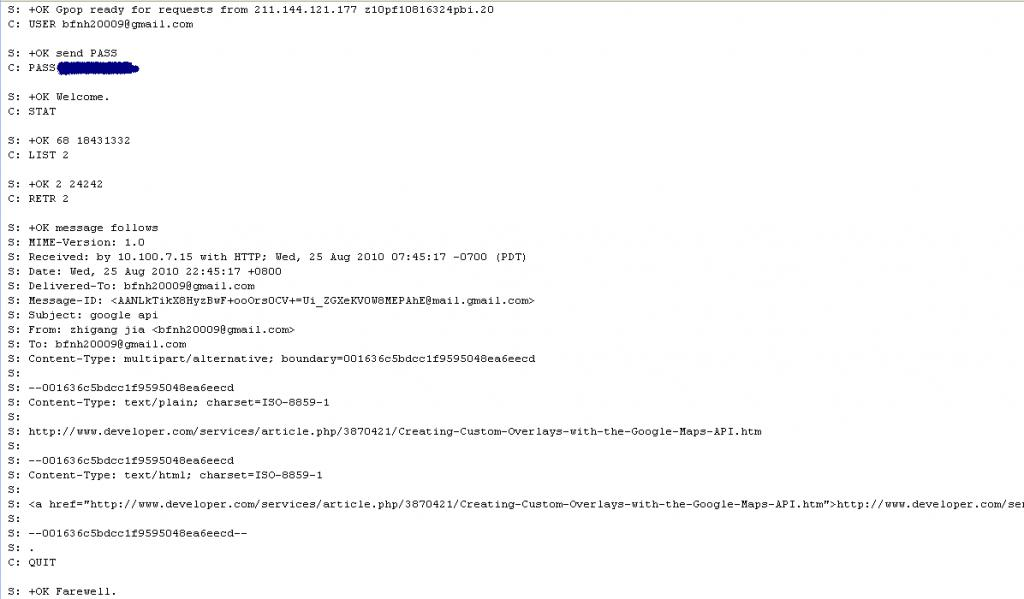 S: +OK Gpop ready for requests from 211.144.121.177 z10pf10816324pbi.20
C: USER bfnh20009@gmail.com
S: +OK send PASS
C: PASS
S: +OK Welcome.
C: STAT
S: +OK 68 18431332
C: LIST 2
S: +OK 2 24242
C: RETR 2
S: +OK message follows
S: MIME-Version: 1.0
S: Received: by 10.100.7.15 with HTTP; Wed, 25 Aug 2010 07:45:17 -0700 (PDT)
S: Date: Wed, 25 Aug 2010 22:45:17 +0800
S: Delivered-To: bfnh20009@gmail.com
S: Message-ID: <AANLkTikX8HyzBwF+ooOrsOCV+=Ui_ZGXeKVOW8MEPAhE@mail.gmail.com>
S: Subject: google api
S: From: zhigang jia <bfnh20009@gmail.com>
S: To: bfnh20009@gmail.com
S: Content-Type: multipart/alternative; boundary=001636c5bdcc1f9595048ea6eecd
S:
S: --001636c5bdcc1f9595048ea6eecd
S: Content-Type: text/plain; charset=ISO-8859-1
S:
S: http://www.developer.com/services/article.php/3870421/Creating-Custom-Overlays-with-the-Google-Maps-API.htm
S:
S: --001636c5bdcc1f9595048ea6eecd
S: Content-Type: text/html; charset=ISO-8859-1
S:
S: <a href="http://www.developer.com/services/article.php/3870421/Creating-Custom-Overlays-with-the-Google-Maps-API.htm">http://www.developer.com/se
S:
S: --001636c5bdcc1f9595048ea6eecd--
S: .
C: QUIT
S: +OK Farewell.